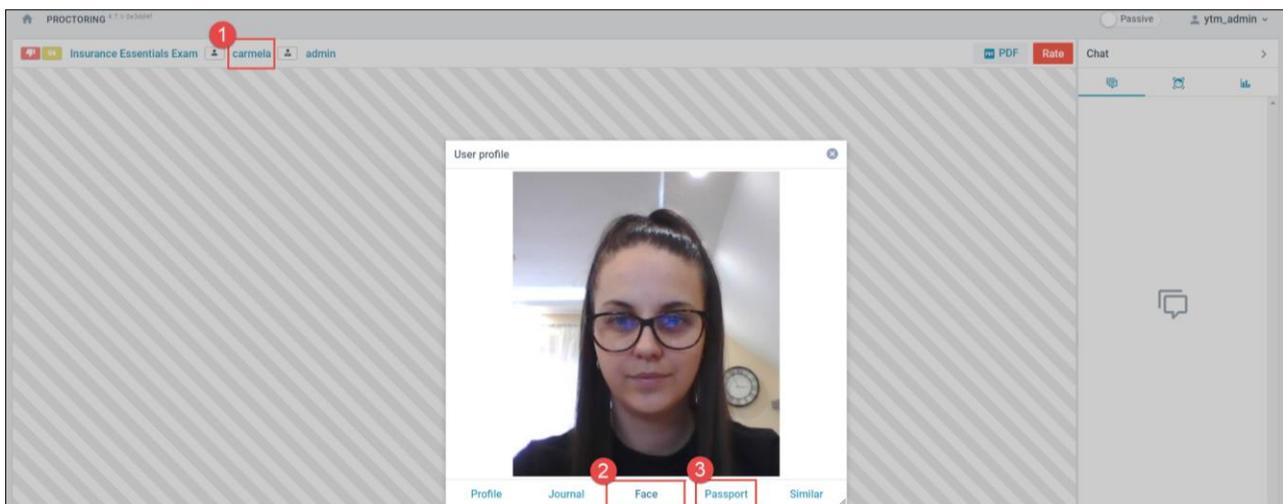 PROCTORING
Passive
ytm_admin
1
Insurance Essentials Exam
carmela
admin
PDF
Rate
Chat
User profile
2
3
Profile
Journal
Face
Passport
Similar